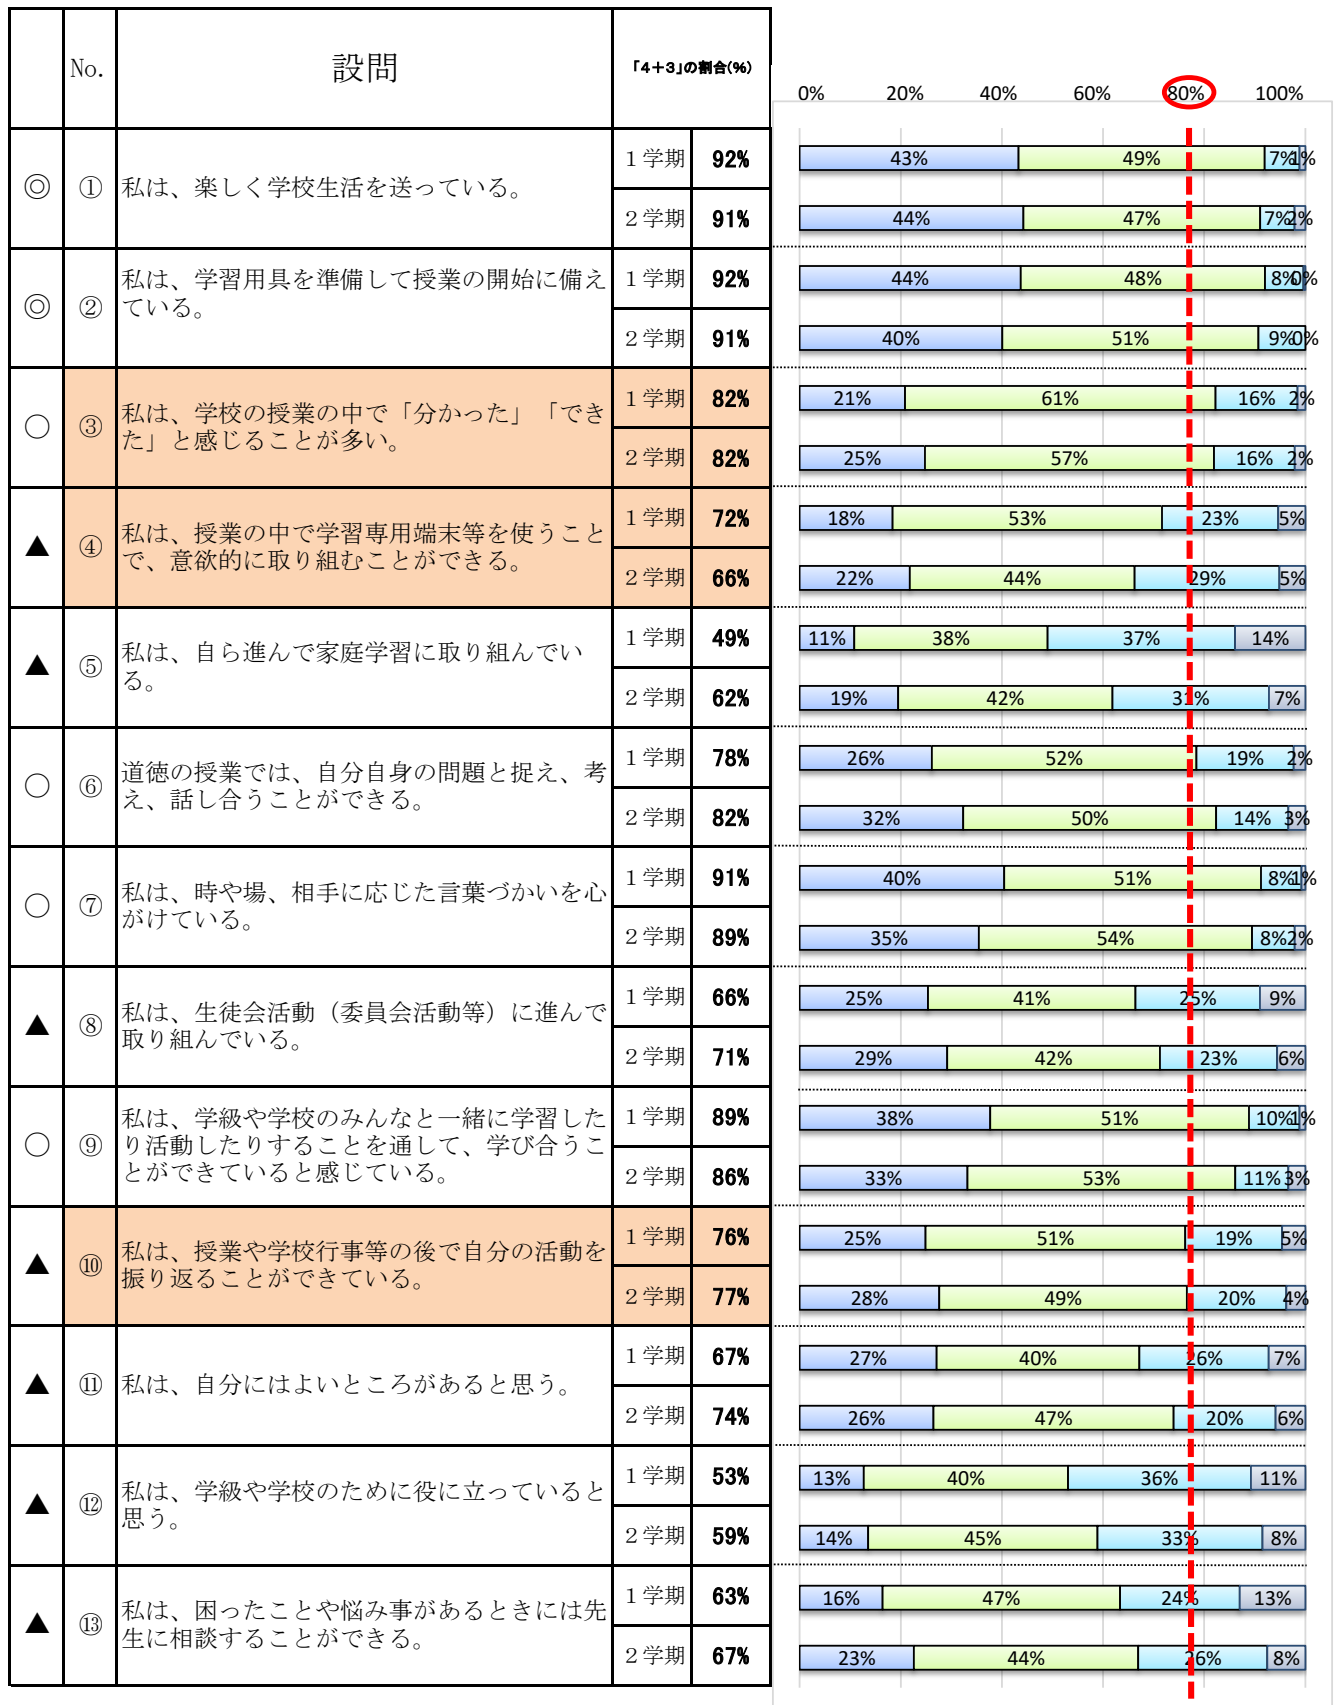 No. 設問 「4+3」の割合(%)
0% 20% 40% 60% 80% 100%
◎ ① 私は、楽しく学校生活を送っている。
1学期 92% 43% 49% 7% 1%
2学期 91% 44% 47% 7% 2%
◎ ② 私は、学習用具を準備して授業の開始に備え
ている。
1学期 92% 44% 48% 8% 0%
2学期 91% 40% 51% 9% 0%
○ ③ 私は、学校の授業の中で「分かった」「でき
た」と感じることが多い。
1学期 82% 21% 61% 16% 2%
2学期 82% 25% 57% 16% 2%
▲ ④ 私は、授業の中で学習専用端末等を使うこと
で、意欲的に取り組むことができる。
1学期 72% 18% 53% 23% 5%
2学期 66% 22% 44% 29% 5%
▲ ⑤ 私は、自ら進んで家庭学習に取り組んでい
る。
1学期 49% 11% 38% 37% 14%
2学期 62% 19% 42% 31% 7%
○ ⑥ 道徳の授業では、自分自身の問題と捉え、考
え、話し合うことができる。
1学期 78% 26% 52% 19% 2%
2学期 82% 32% 50% 14% 3%
○ ⑦ 私は、時や場、相手に応じた言葉づかいを心
がけている。
1学期 91% 40% 51% 8% 1%
2学期 89% 35% 54% 8% 2%
▲ ⑧ 私は、生徒会活動（委員会活動等）に進んで
取り組んでいる。
1学期 66% 25% 41% 25% 9%
2学期 71% 29% 42% 23% 6%
○ ⑨ 私は、学級や学校のみんなと一緒に学習した
り活動したりすることを通して、学び合うこ
とができていると感じている。
1学期 89% 38% 51% 10% 1%
2学期 86% 33% 53% 11% 3%
▲ ⑩ 私は、授業や学校行事等の後で自分の活動を
振り返ることができている。
1学期 76% 25% 51% 19% 5%
2学期 77% 28% 49% 20% 4%
▲ ⑪ 私は、自分にはよいところがあると思う。
1学期 67% 27% 40% 26% 7%
2学期 74% 26% 47% 20% 6%
▲ ⑫ 私は、学級や学校のために役に立っていると
思う。
1学期 53% 13% 40% 36% 11%
2学期 59% 14% 45% 33% 8%
▲ ⑬ 私は、困ったことや悩み事があるときには先
生に相談することができる。
1学期 63% 16% 47% 24% 13%
2学期 67% 23% 44% 26% 8%